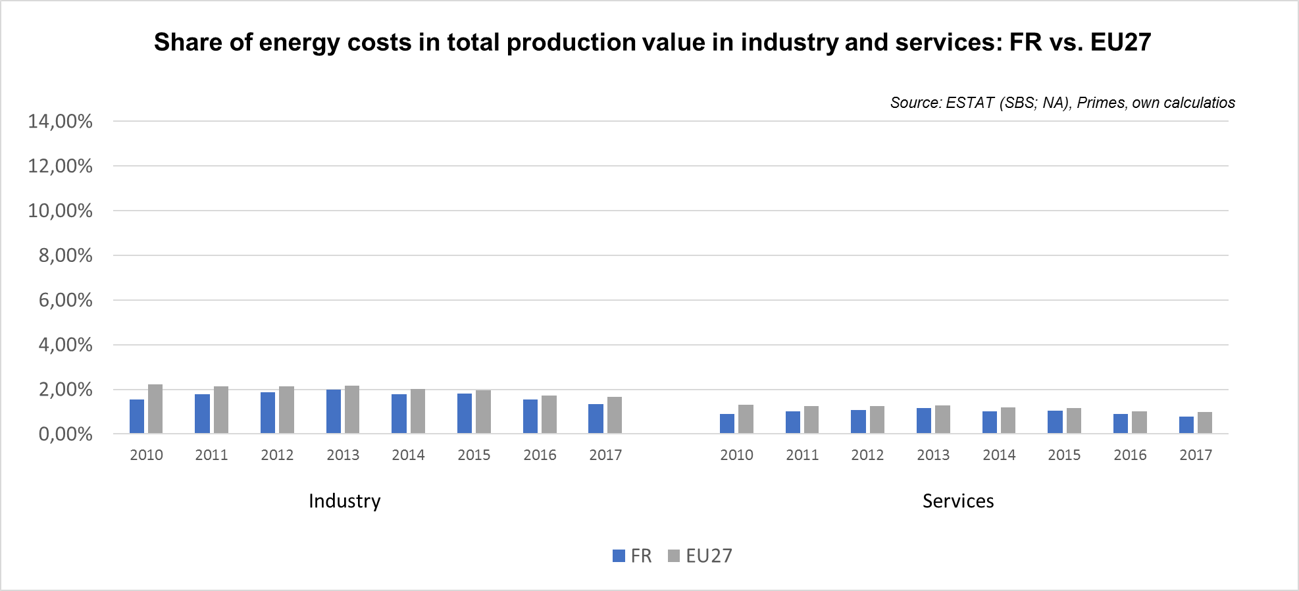 Share of energy costs in total production value in industry and services: FR vs. EU27
Source: ESTAT (SBS; NA), Primes, own calculatios
14,00%
12,00%
10,00%
8,00%
6,00%
4,00%
2,00%
0,00%
2010 2011 2012 2013 2014 2015 2016 2017 2010 2011 2012 2013 2014 2015 2016 2017
Industry Services
FR EU27